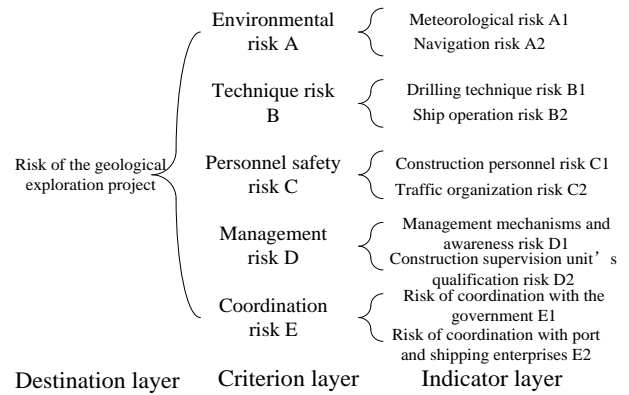 Environmental
risk A
Meteorological risk A1
Navigation risk A2
Technique risk
B
Drilling technique risk B1
Ship operation risk B2
Risk of the geological
exploration project
Personnel safety
risk C
Construction personnel risk C1
Traffic organization risk C2
Management
risk D
Management mechanisms and
awareness risk D1
Construction supervision unit’s
qualification risk D2
Coordination
risk E
Risk of coordination with the
government E1
Risk of coordination with port
and shipping enterprises E2
Destination layer
Criterion layer
Indicator layer